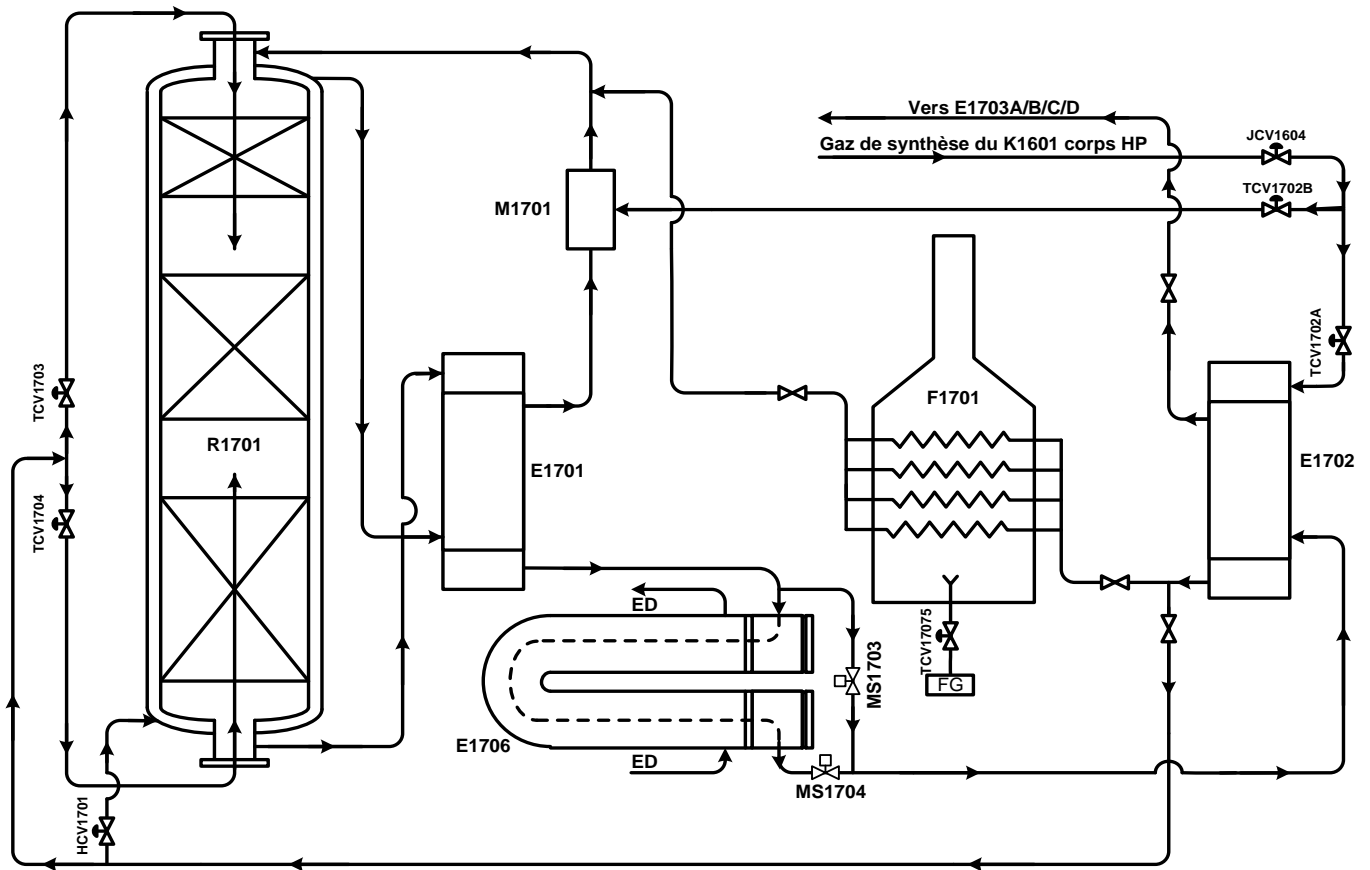 Vers E1703A/B/C/D
Gaz de synthèse du K1601 corps HP
JCV1604
TCV1702B
M1701
TCV1702A
TCV1703
F1701
R1701
E1701
E1702
TCV1704
ED
MS1703
TCV17075
FG
E1706
ED
MS1704
HCV1701